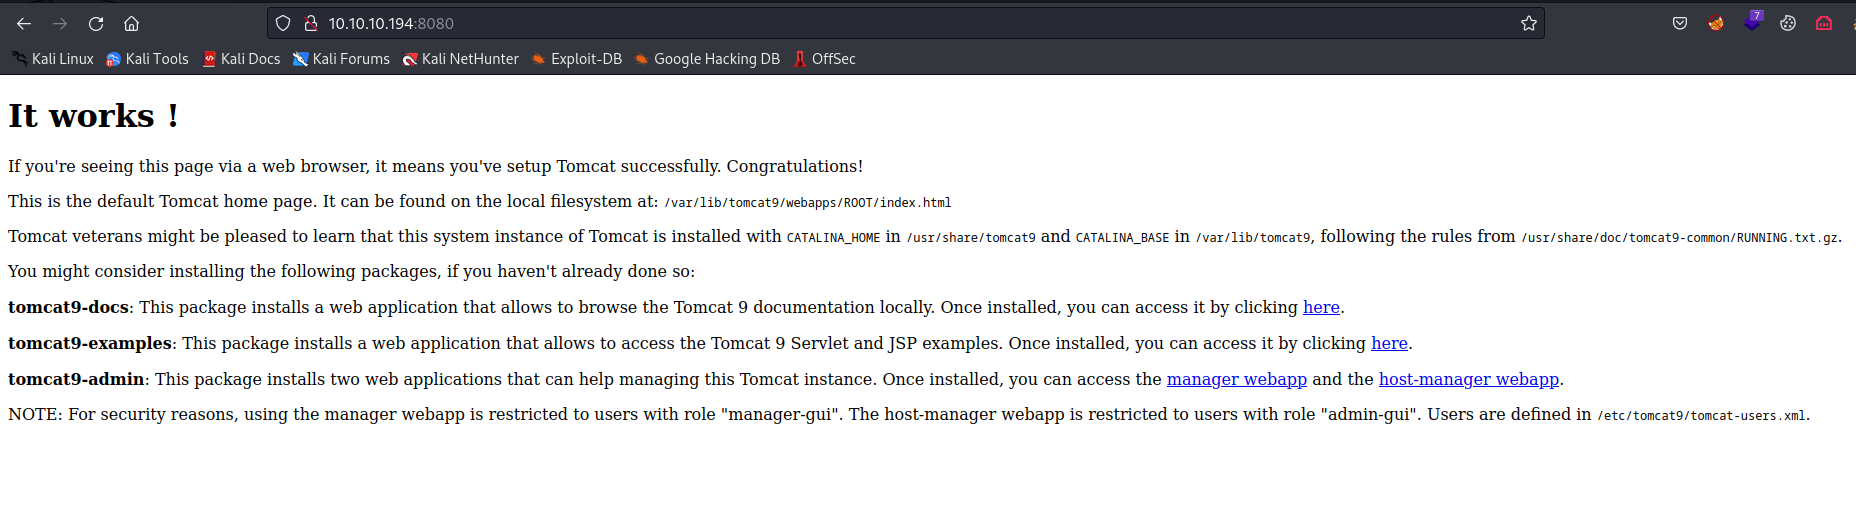 10.10.10.194:8080
7
Kali Linux Kali Tools Kali Docs Kali Forums Kali NetHunter Exploit-DB Google Hacking DB OffSec
It works !
If you're seeing this page via a web browser, it means you've setup Tomcat successfully. Congratulations!
This is the default Tomcat home page. It can be found on the local filesystem at: /var/lib/tomcat9/webapps/ROOT/index.html
Tomcat veterans might be pleased to learn that this system instance of Tomcat is installed with CATALINA_HOME in /usr/share/tomcat9 and CATALINA_BASE in /var/lib/tomcat9, following the rules from /usr/share/doc/tomcat9-common/RUNNING.txt.gz.
You might consider installing the following packages, if you haven't already done so:
tomcat9-docs: This package installs a web application that allows to browse the Tomcat 9 documentation locally. Once installed, you can access it by clicking here.
tomcat9-examples: This package installs a web application that allows to access the Tomcat 9 Servlet and JSP examples. Once installed, you can access it by clicking here.
tomcat9-admin: This package installs two web applications that can help managing this Tomcat instance. Once installed, you can access the manager webapp and the host-manager webapp.
NOTE: For security reasons, using the manager webapp is restricted to users with role "manager-gui". The host-manager webapp is restricted to users with role "admin-gui". Users are defined in /etc/tomcat9/tomcat-users.xml.